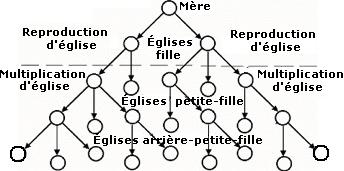 Mère
Reproduction
d'église
Églises
fille
Reproduction
d'église
Multiplication
d'église
Multiplication
d'église
Églises petite-fille
Églises arrière-petite-fille